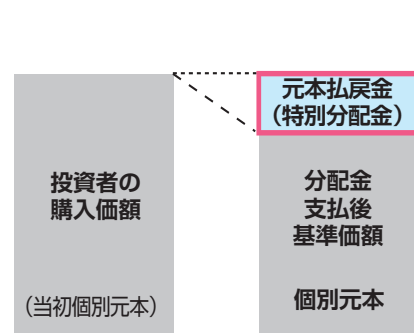 元本払戻金
（特別分配金）
投資者の
購入価額
（当初個別元本）
分配金
支払後
基準価額
個別元本